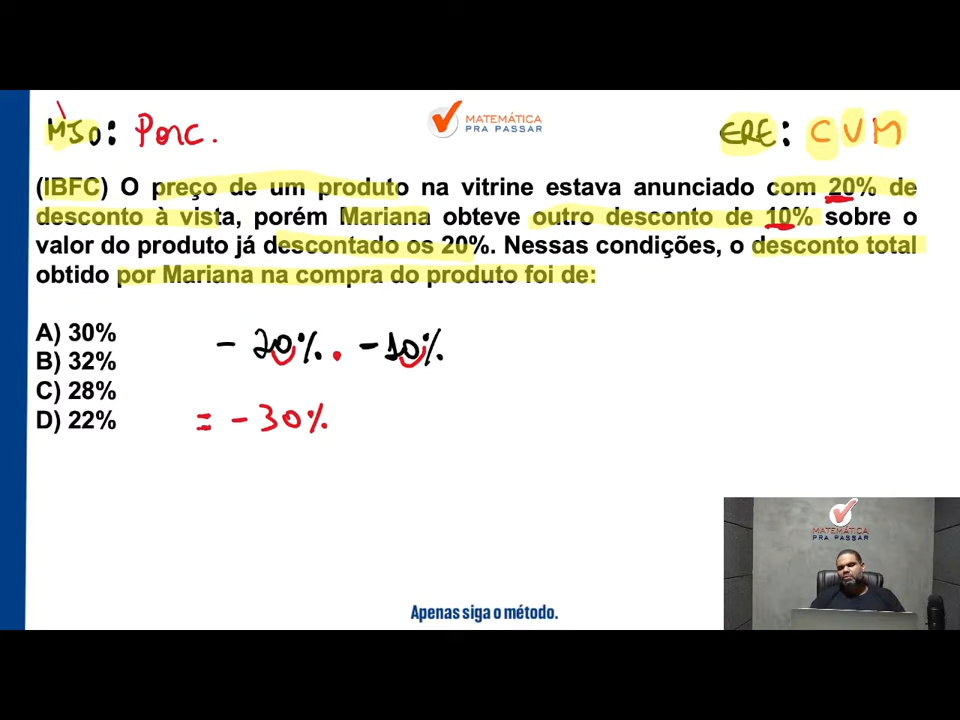 MJO: Porc.
MATEMÁTICA
PRA PASSAR
ERE: CVM
(IBFC) O preço de um produto na vitrine estava anunciado com 20% de
desconto à vista, porém Mariana obteve outro desconto de 10% sobre o
valor do produto já descontado os 20%. Nessas condições, o desconto total
obtido por Mariana na compra do produto foi de:
A) 30%
B) 32%
C) 28%
D) 22%
- 20% . - 10%
= - 30%
MATEMÁTICA
PRA PASSAR
Apenas siga o método.